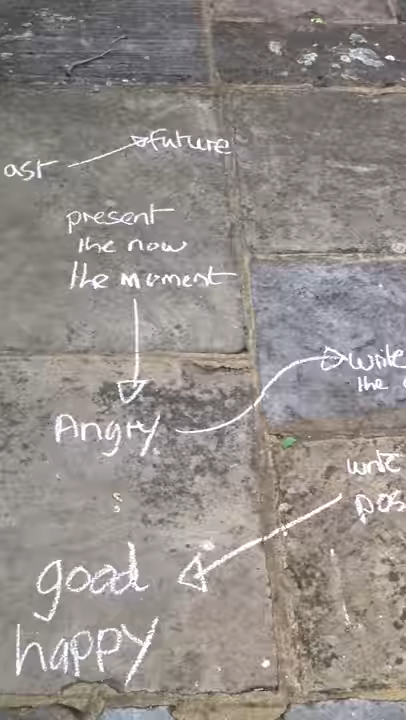 ast future
present
the now
the moment
Angry
write
the
write
pos
good
happy